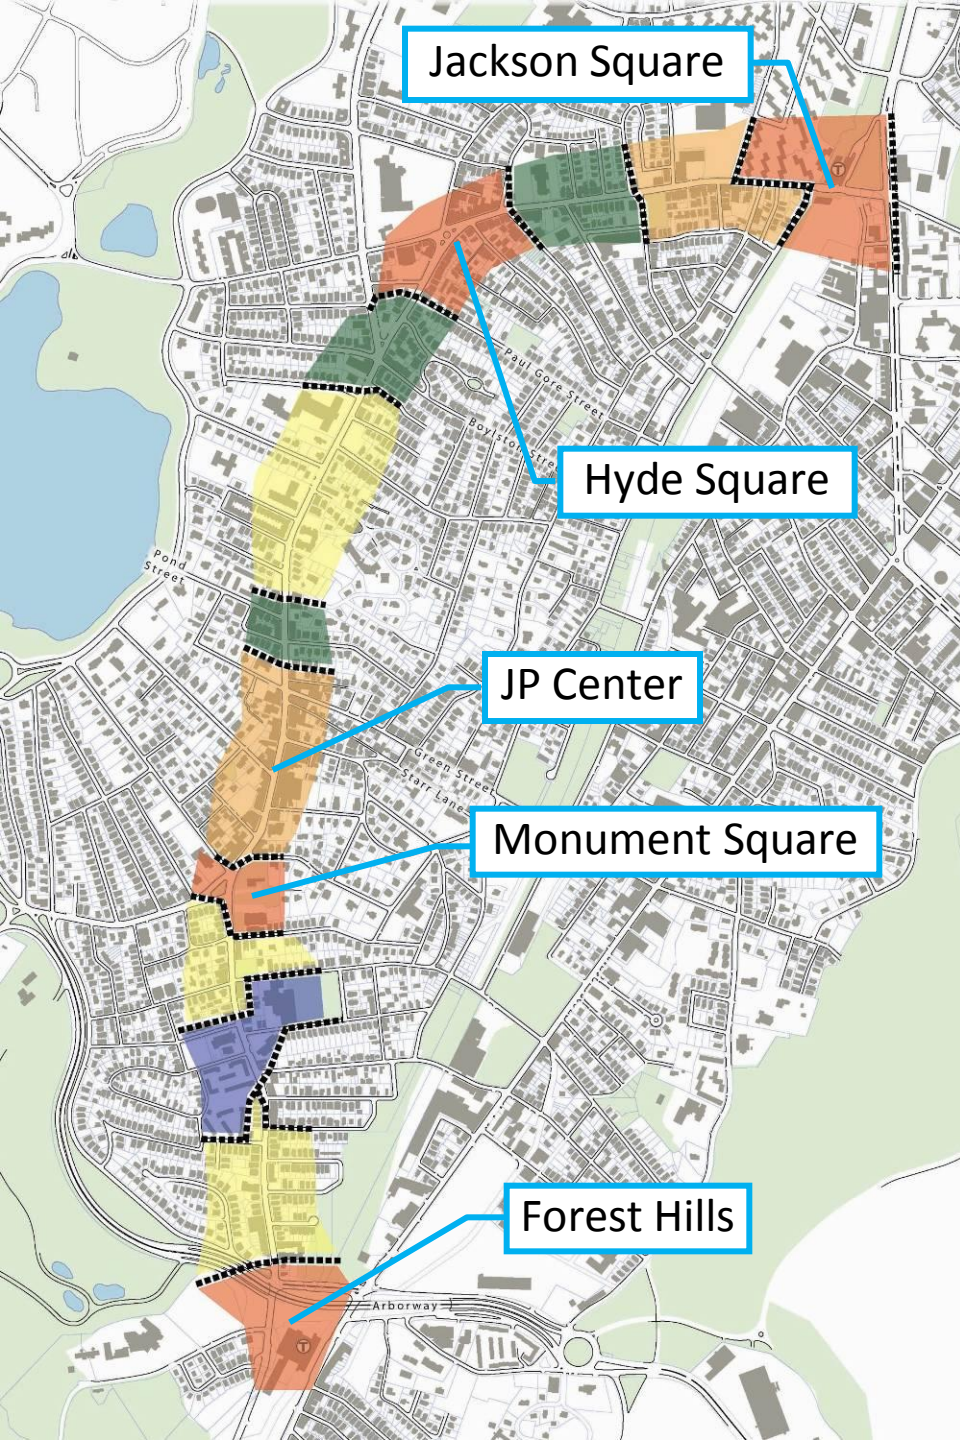 Jackson Square
T
Paul Gore Street
Boylston Street
Hyde Square
Pond
Street
JP Center
Green Street
Starr Lane
Monument Square
Forest Hills
Arborway
T